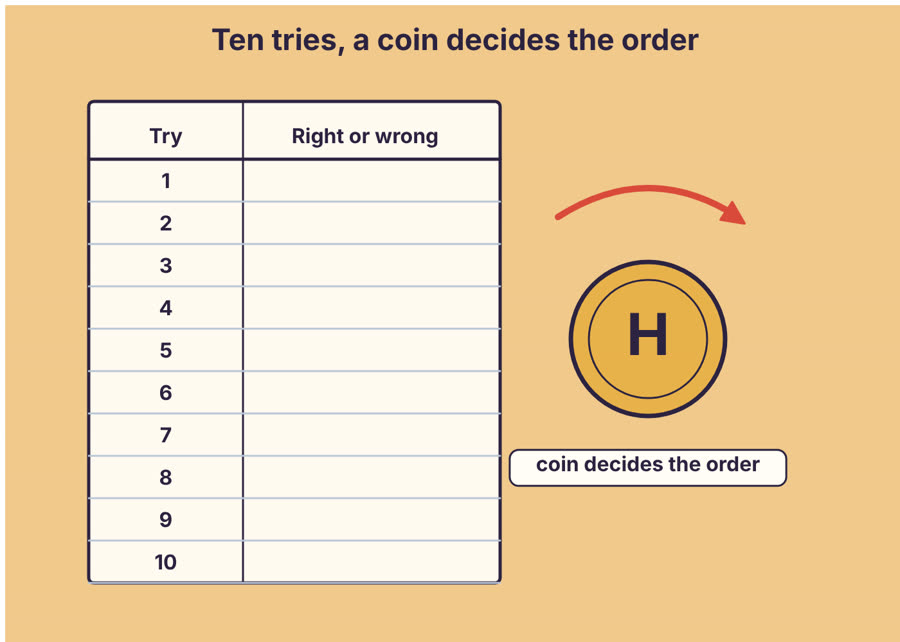 Ten tries, a coin decides the order
Try Right or wrong
1
2
3
4
5
6
7
8
9
10
H
coin decides the order